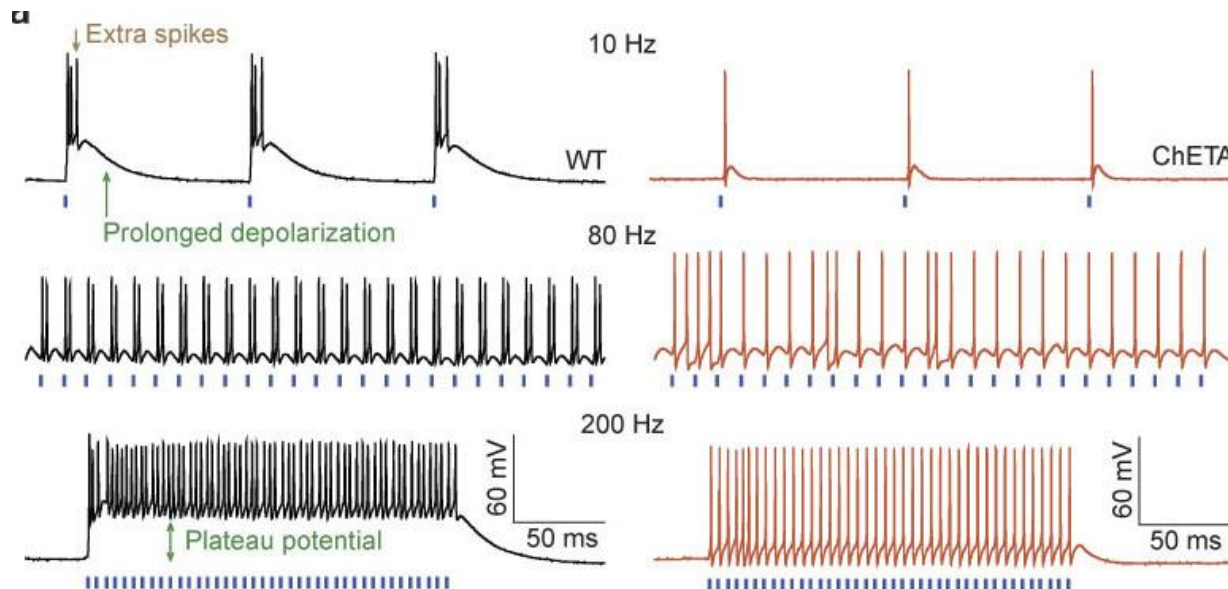 Extra spikes
10 Hz
WT
ChETA
Prolonged depolarization
80 Hz
200 Hz
60 mV
50 ms
Plateau potential
60 mV
50 ms